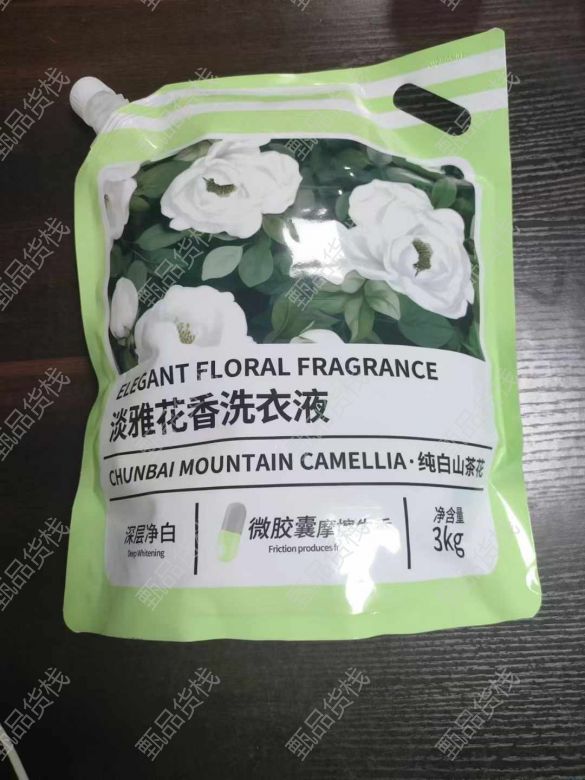 ELEGANT FLORAL FRAGRANCE
淡雅花香洗衣液
CHUNBAI MOUNTAIN CAMELLIA·纯白山茶花
深层净白
Deep Whitening
微胶囊摩擦
Friction produces
净含量
3kg
甄品货栈